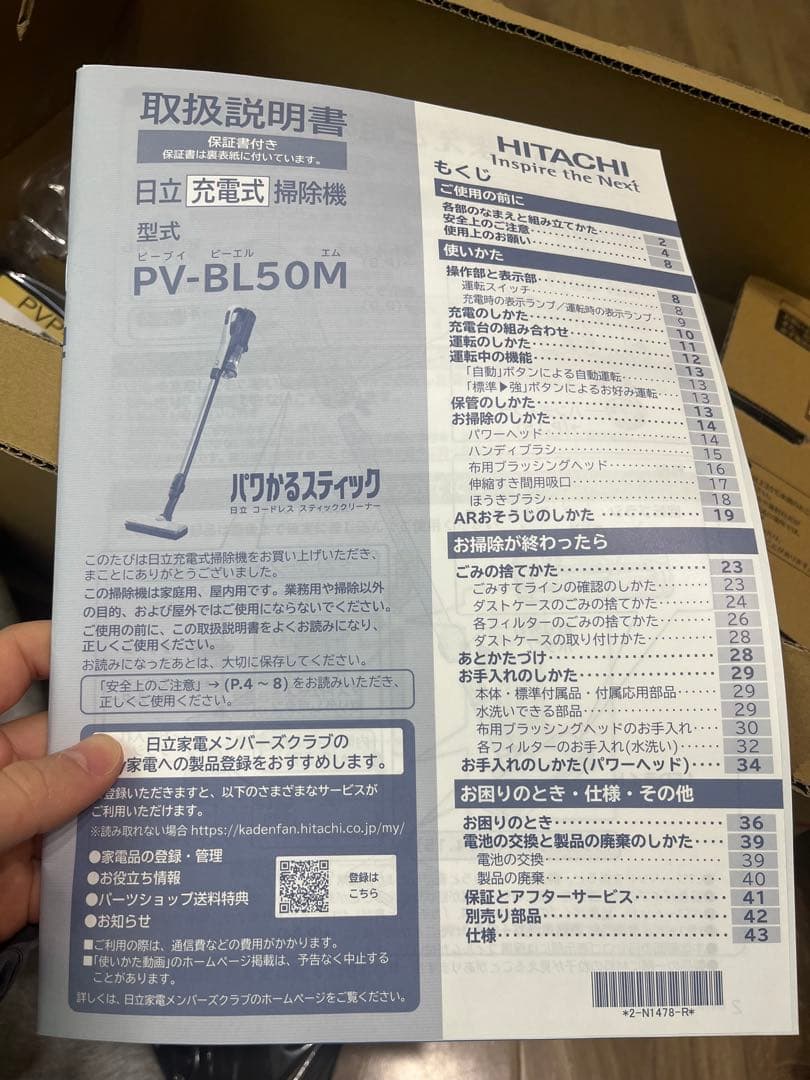 取扱説明書
保証書付き
保証書は裏表紙に付いています。
日立 充電式 掃除機
型式
ピーブイ ピーエル エム
PV-BL50M
パワかるスティック
日立 コードレス スティッククリーナー
このたびは日立充電式掃除機をお買い上げいただき、
まことにありがとうございました。
この掃除機は家庭用、屋内用です。業務用や掃除以外
の目的、および屋外ではご使用にならないでください。
ご使用の前に、この取扱説明書をよくお読みになり、
正しくご使用ください。
お読みになったあとは、大切に保存してください。
「安全上のご注意」→(P.4～8)をお読みいただき、
正しくご使用ください。
日立家電メンバーズクラブの
家電への製品登録をおすすめします。
登録いただきますと、以下のさまざまなサービスが
ご利用いただけます。
※読み取れない場合 https://kadenfan.hitachi.co.jp/my/
●家電品の登録・管理
●お役立ち情報
●パーツショップ送料特典
●お知らせ
登録は
こちら
■ご利用の際は、通信費などの費用がかかります。
■「使いかた動画」のホームページ掲載は、予告なく中止する
ことがあります。
詳しくは、日立家電メンバーズクラブのホームページをご覧ください。
HITACHI
Inspire the Next
もくじ
ご使用の前に
各部のなまえと組み立てかた 2
安全上のご注意 4
使用上のお願い 8
使いかた
操作部と表示部 8
運転スイッチ 8
充電時の表示ランプ／運転時の表示ランプ 9
充電のしかた 10
充電台の組み合わせ 11
運転のしかた 12
運転中の機能 13
「自動」ボタンによる自動運転 13
「標準▶強」ボタンによるお好み運転 13
保管のしかた 13
お掃除のしかた 14
パワーヘッド 14
ハンディブラシ 15
布用ブラッシングヘッド 16
伸縮すき間用吸口 17
ほうきブラシ 18
ARおそうじのしかた 19
お掃除が終わったら
ごみの捨てかた 23
ごみすてラインの確認のしかた 23
ダストケースのごみの捨てかた 24
各フィルターのごみの捨てかた 26
ダストケースの取り付けかた 28
あとかたづけ 28
お手入れのしかた 29
本体・標準付属品・付属応用部品 29
水洗いできる部品 29
布用ブラッシングヘッドのお手入れ 30
各フィルターのお手入れ(水洗い) 32
お手入れのしかた(パワーヘッド) 34
お困りのとき・仕様・その他
お困りのとき 36
電池の交換と製品の廃棄のしかた 39
電池の交換 39
製品の廃棄 40
保証とアフターサービス 41
別売り部品 42
仕様 43
*2-N1478-R*
PVP